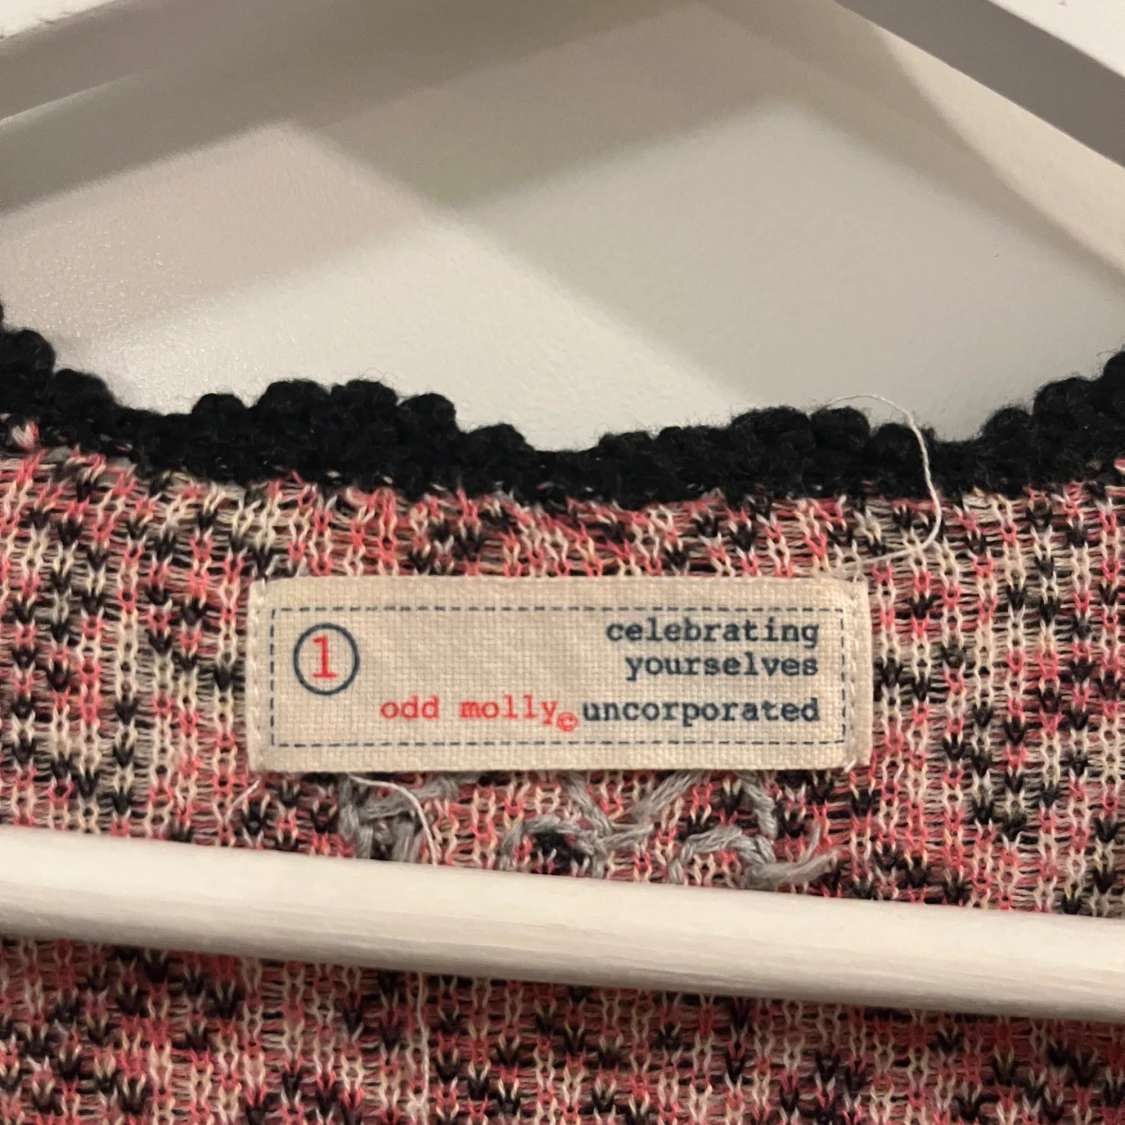 1
celebrating
yourselves
odd molly© uncorporated